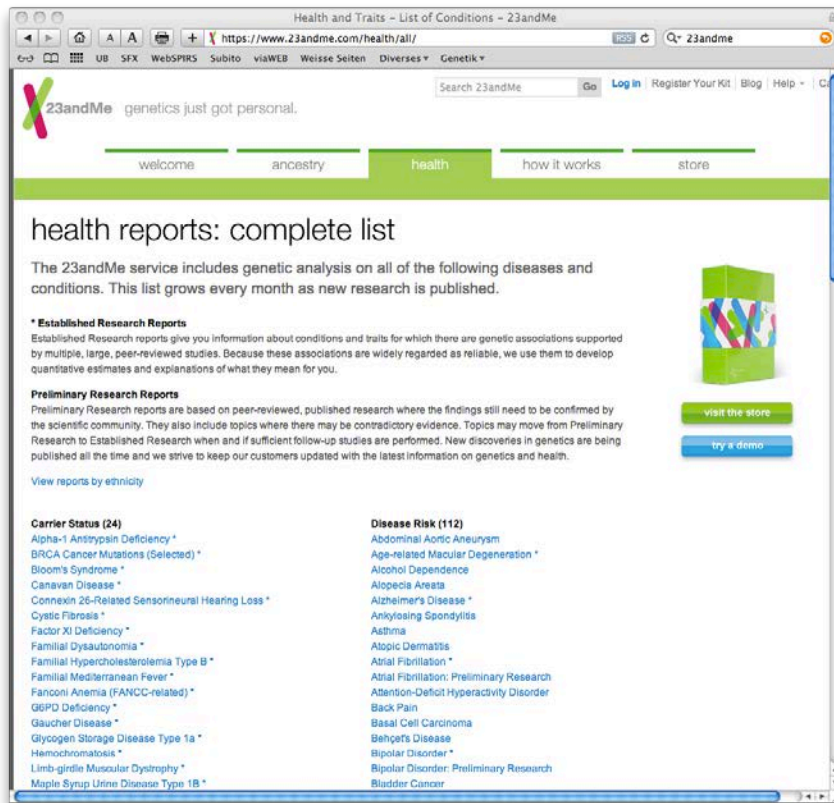 Health and Traits – List of Conditions – 23andMe
A A + https://www.23andme.com/health/all/ RSS 23andme
UB SFX WebSPIRS Subito viaWEB Weisse Seiten Diverses Genetik
Search 23andMe Go Log in Register Your Kit Blog Help
23andMe genetics just got personal.
welcome ancestry health how it works store
health reports: complete list
The 23andMe service includes genetic analysis on all of the following diseases and
conditions. This list grows every month as new research is published.
* Established Research Reports
Established Research reports give you information about conditions and traits for which there are genetic associations supported
by multiple, large, peer-reviewed studies. Because these associations are widely regarded as reliable, we use them to develop
quantitative estimates and explanations of what they mean for you.
Preliminary Research Reports
Preliminary Research reports are based on peer-reviewed, published research where the findings still need to be confirmed by
the scientific community. They also include topics where there may be contradictory evidence. Topics may move from Preliminary
Research to Established Research when and if sufficient follow-up studies are performed. New discoveries in genetics are being
published all the time and we strive to keep our customers updated with the latest information on genetics and health.
visit the store
try a demo
View reports by ethnicity
Carrier Status (24)
Alpha-1 Antitrypsin Deficiency *
BRCA Cancer Mutations (Selected) *
Bloom's Syndrome *
Canavan Disease *
Connexin 26-Related Sensorineural Hearing Loss *
Cystic Fibrosis *
Factor XI Deficiency *
Familial Dysautonomia *
Familial Hypercholesterolemia Type B *
Familial Mediterranean Fever *
Fanconi Anemia (FANCC-related) *
G6PD Deficiency *
Gaucher Disease *
Glycogen Storage Disease Type 1a *
Hemochromatosis *
Limb-girdle Muscular Dystrophy *
Maple Syrup Urine Disease Type 1B *
Disease Risk (112)
Abdominal Aortic Aneurysm
Age-related Macular Degeneration *
Alcohol Dependence
Alopecia Areata
Alzheimer's Disease *
Ankylosing Spondylitis
Asthma
Atopic Dermatitis
Atrial Fibrillation *
Atrial Fibrillation: Preliminary Research
Attention-Deficit Hyperactivity Disorder
Back Pain
Basal Cell Carcinoma
Behçet's Disease
Bipolar Disorder *
Bipolar Disorder: Preliminary Research
Bladder Cancer